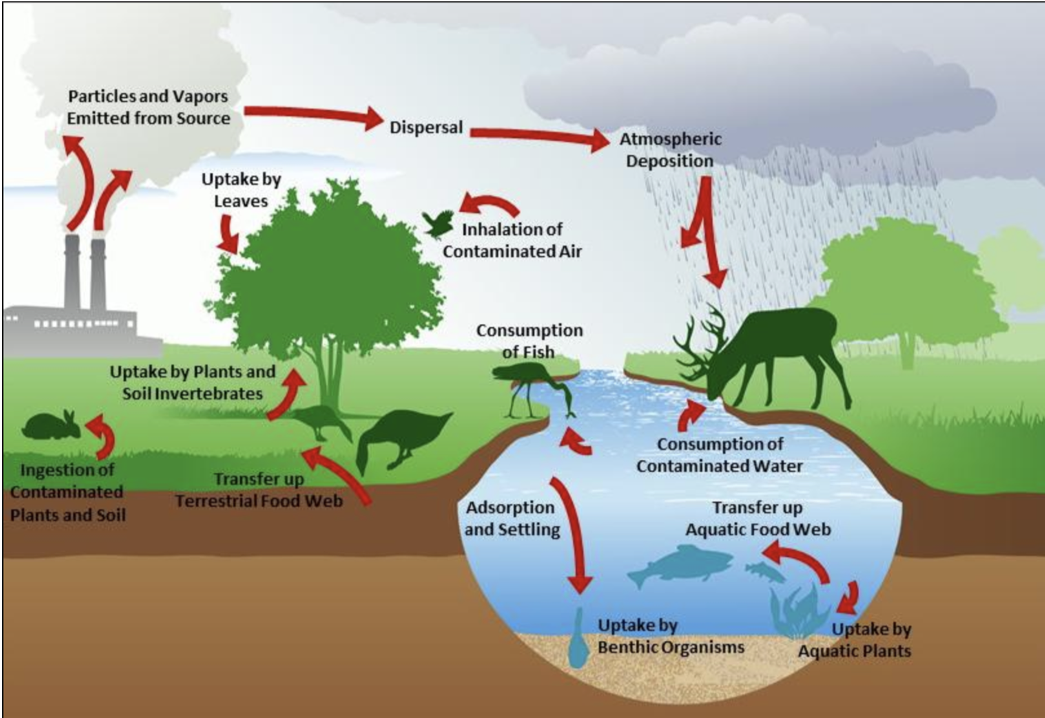 Particles and Vapors
Emitted from Source
Dispersal
Atmospheric
Deposition
Uptake by
Leaves
Inhalation of
Contaminated Air
Consumption
of Fish
Uptake by Plants and
Soil Invertebrates
Consumption of
Contaminated Water
Ingestion of
Contaminated
Plants and Soil
Transfer up
Terrestrial Food Web
Adsorption
and Settling
Transfer up
Aquatic Food Web
Uptake by
Benthic Organisms
Uptake by
Aquatic Plants